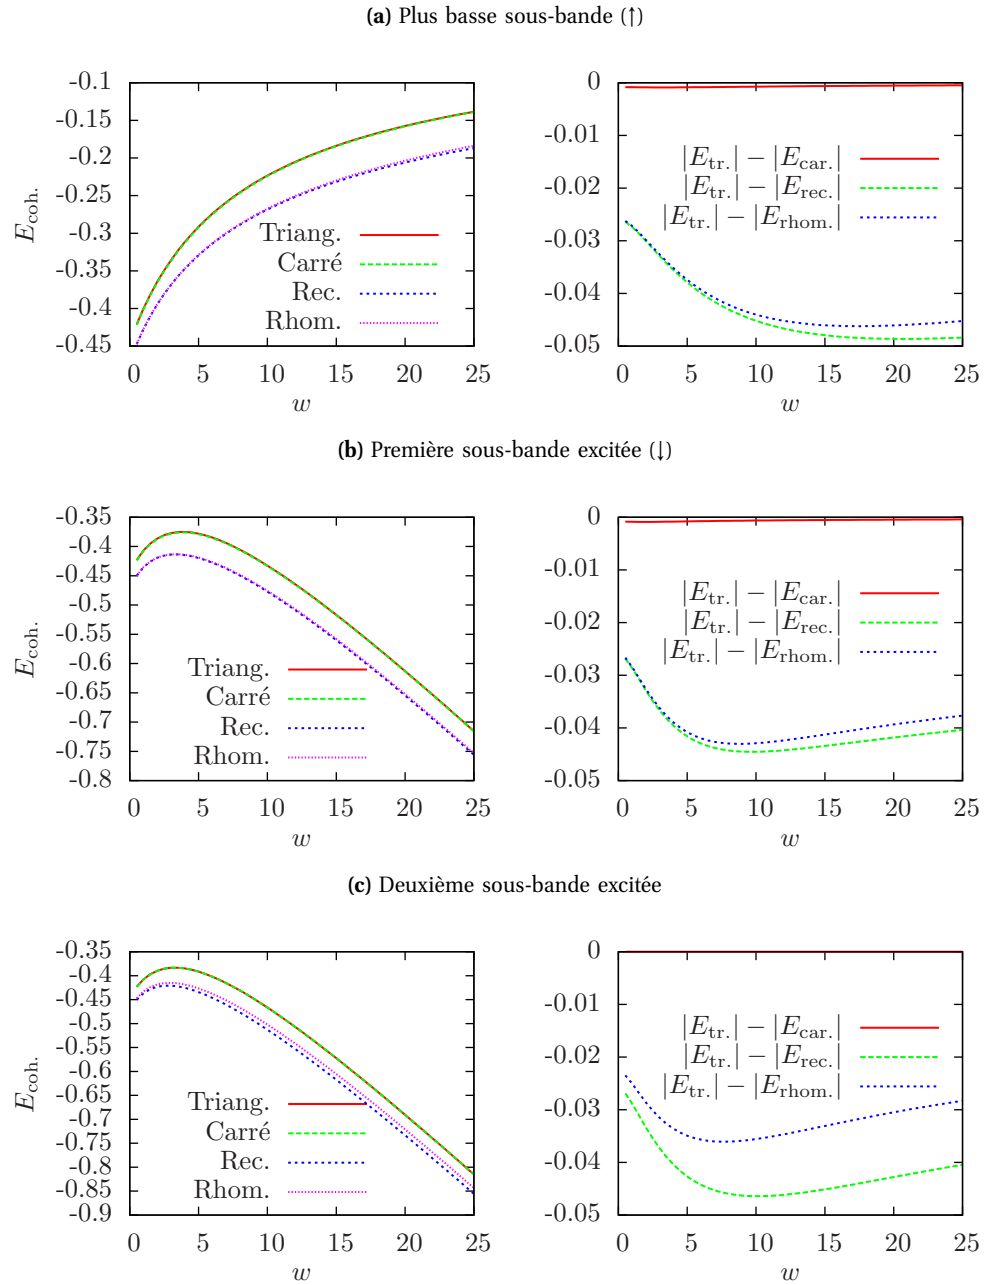 (a) Plus basse sous-bande (↑)
-0.1
-0.15
-0.2
-0.25
-0.3
-0.35
-0.4
-0.45
E_coh.
Triang.
Carré
Rec.
Rhom.
0 5 10 15 20 25
w
0
-0.01
-0.02
-0.03
-0.04
-0.05
|E_tr.| − |E_car.|
|E_tr.| − |E_rec.|
|E_tr.| − |E_rhom.|
0 5 10 15 20 25
w
(b) Première sous-bande excitée (↓)
-0.35
-0.4
-0.45
-0.5
-0.55
-0.6
-0.65
-0.7
-0.75
-0.8
E_coh.
Triang.
Carré
Rec.
Rhom.
0 5 10 15 20 25
w
0
-0.01
-0.02
-0.03
-0.04
-0.05
|E_tr.| − |E_car.|
|E_tr.| − |E_rec.|
|E_tr.| − |E_rhom.|
0 5 10 15 20 25
w
(c) Deuxième sous-bande excitée
-0.35
-0.4
-0.45
-0.5
-0.55
-0.6
-0.65
-0.7
-0.75
-0.8
-0.85
-0.9
E_coh.
Triang.
Carré
Rec.
Rhom.
0 5 10 15 20 25
w
0
-0.01
-0.02
-0.03
-0.04
-0.05
|E_tr.| − |E_car.|
|E_tr.| − |E_rec.|
|E_tr.| − |E_rhom.|
0 5 10 15 20 25
w